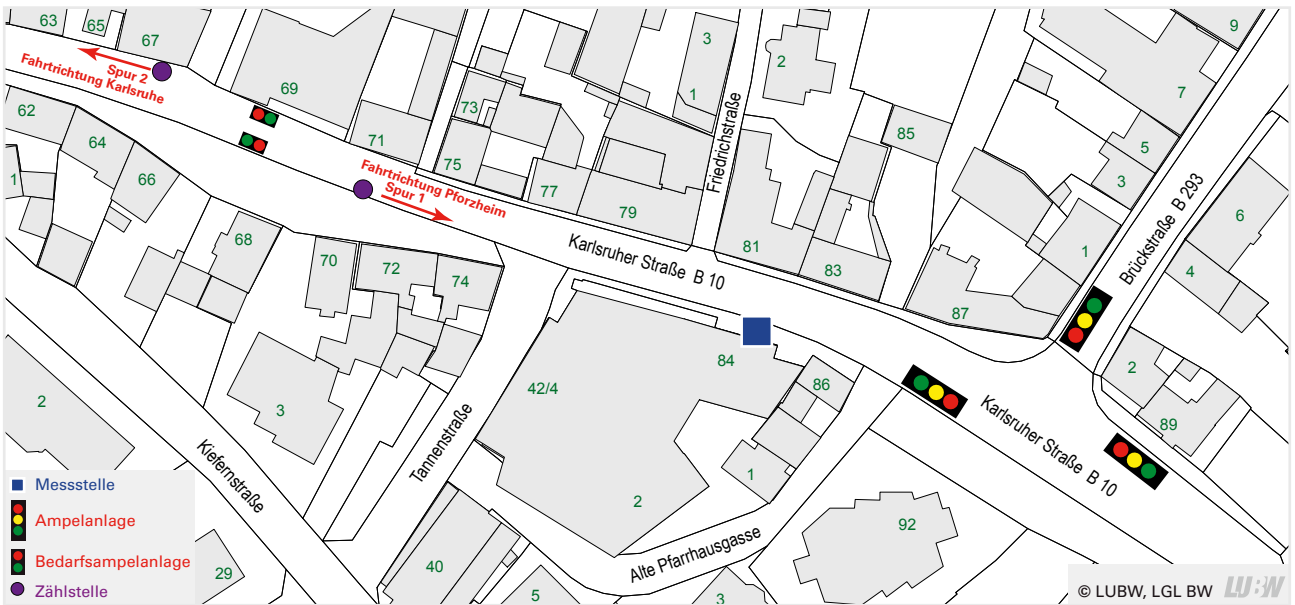 63
65
67
Spur 2
Fahrtrichtung Karlsruhe
69
71
73
75
77
79
3
1
2
Friedrichstraße
85
9
7
5
3
1
6
4
Brückstraße B 293
62
64
66
1
68
70
72
74
Fahrtrichtung Pforzheim
Spur 1
Karlsruher Straße B 10
81
83
87
84
86
42/4
2
1
2
89
Karlsruher Straße B 10
2
3
Kiefernstraße
Tannenstraße
Alte Pfarrhausgasse
92
29
40
5
3
Messstelle
Ampelanlage
Bedarfsampelanlage
Zählstelle
© LUBW, LGL BW LUBW